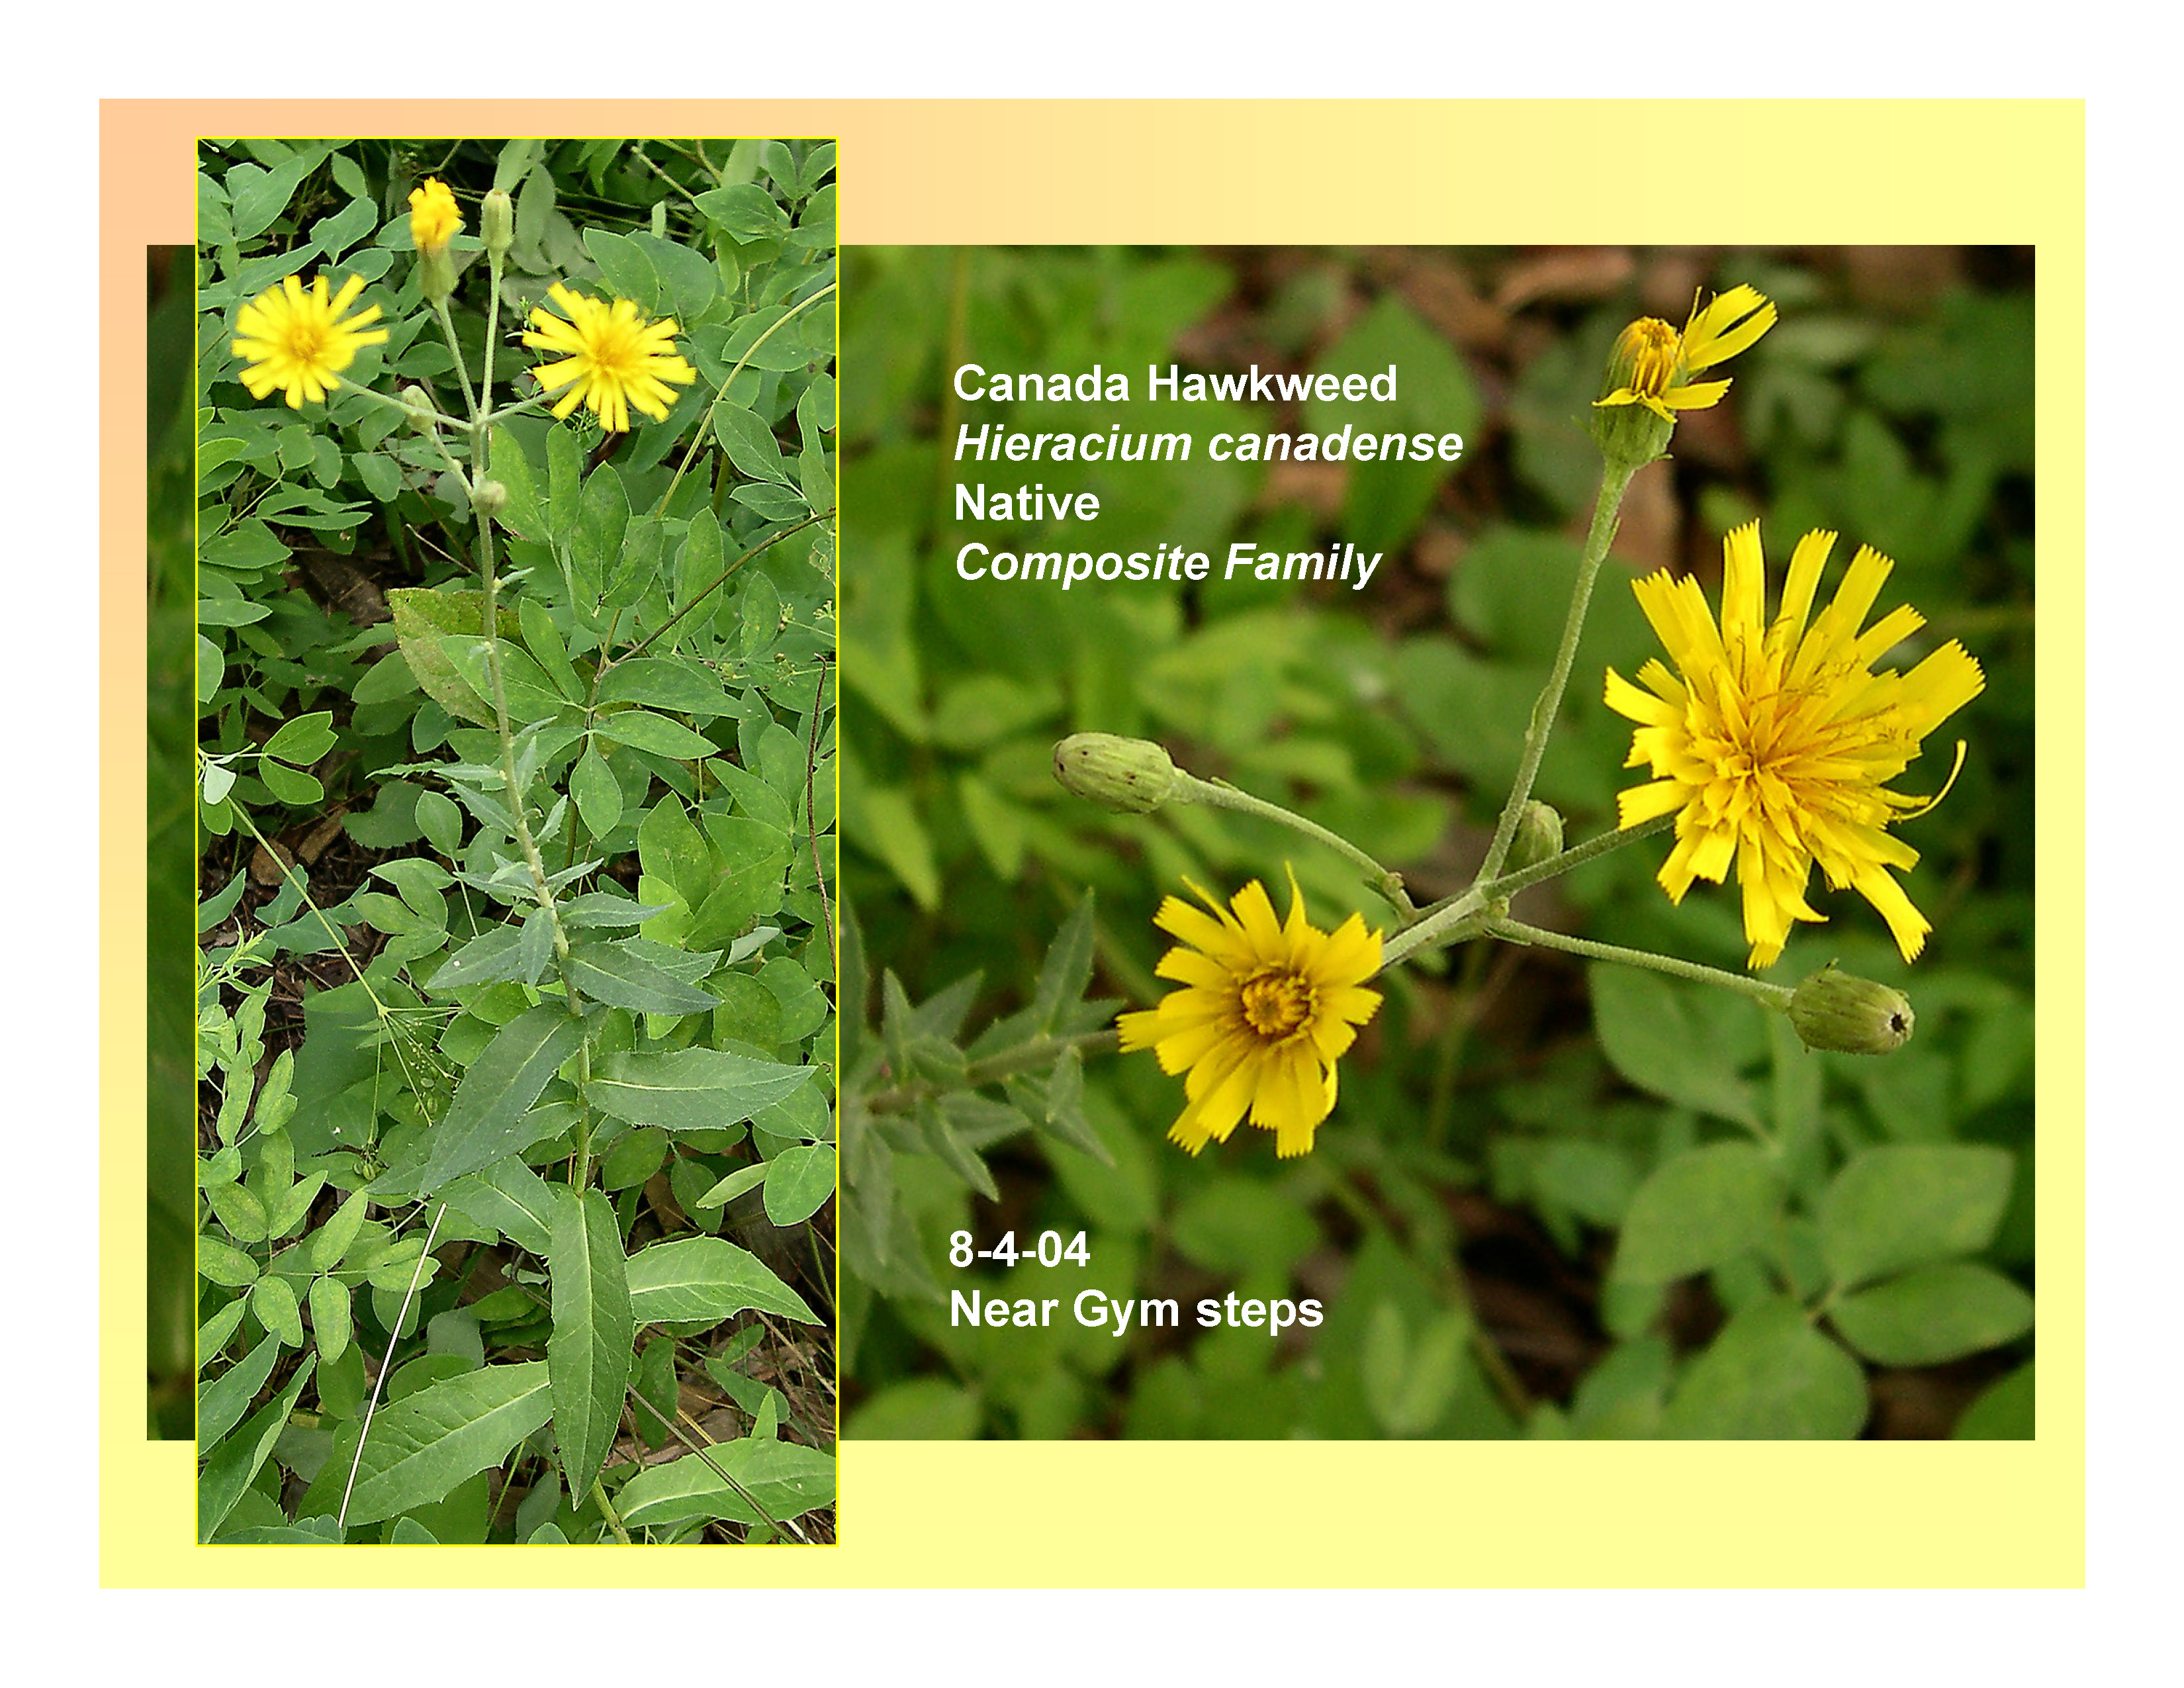 Canada Hawkweed
Hieracium canadense
Native
Composite Family
8-4-04
Near Gym steps